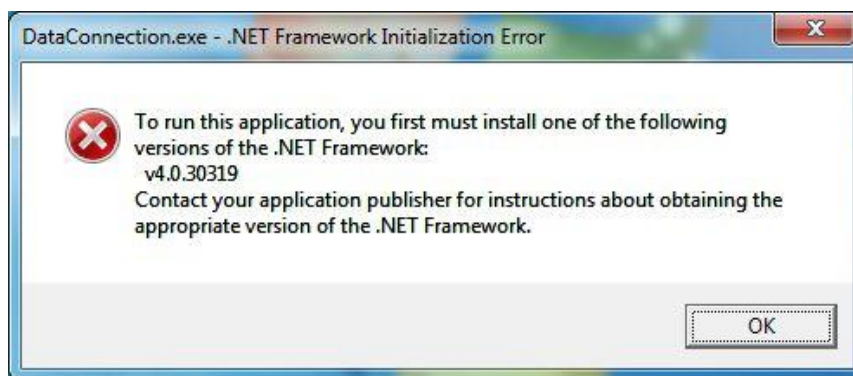 DataConnection.exe - .NET Framework Initialization Error
To run this application, you first must install one of the following
versions of the .NET Framework:
v4.0.30319
Contact your application publisher for instructions about obtaining the
appropriate version of the .NET Framework.
OK